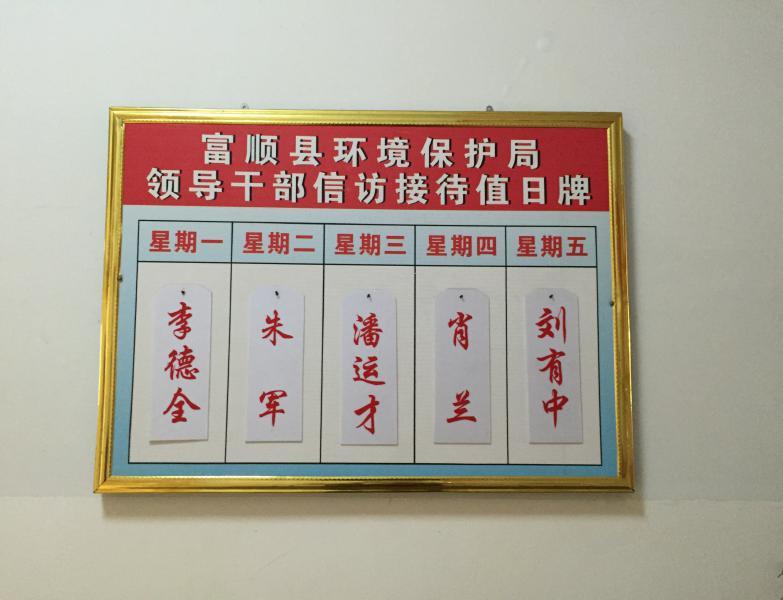 富顺县环境保护局
领导干部信访接待值日牌
星期一 星期二 星期三 星期四 星期五
李德全 朱军 潘运才 肖兰 刘有中